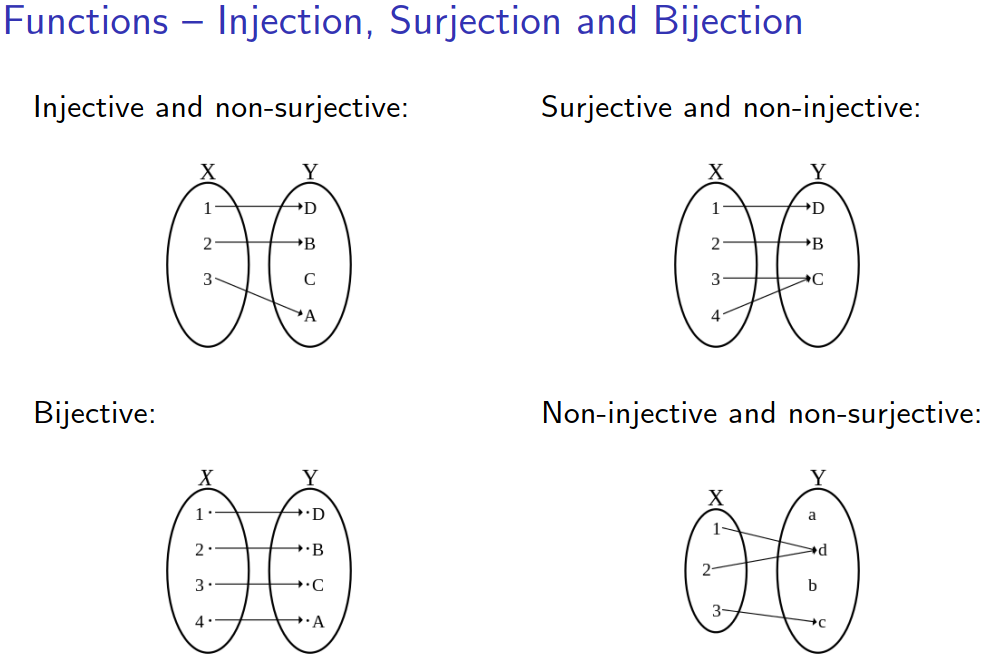 Functions – Injection, Surjection and Bijection
Injective and non-surjective:
X Y
1 D
2 B
3 C
A
Surjective and non-injective:
X Y
1 D
2 B
3 C
4
Bijective:
X Y
1 · · D
2 · · B
3 · · C
4 · · A
Non-injective and non-surjective:
Y
X
a
1
d
2
b
3
c